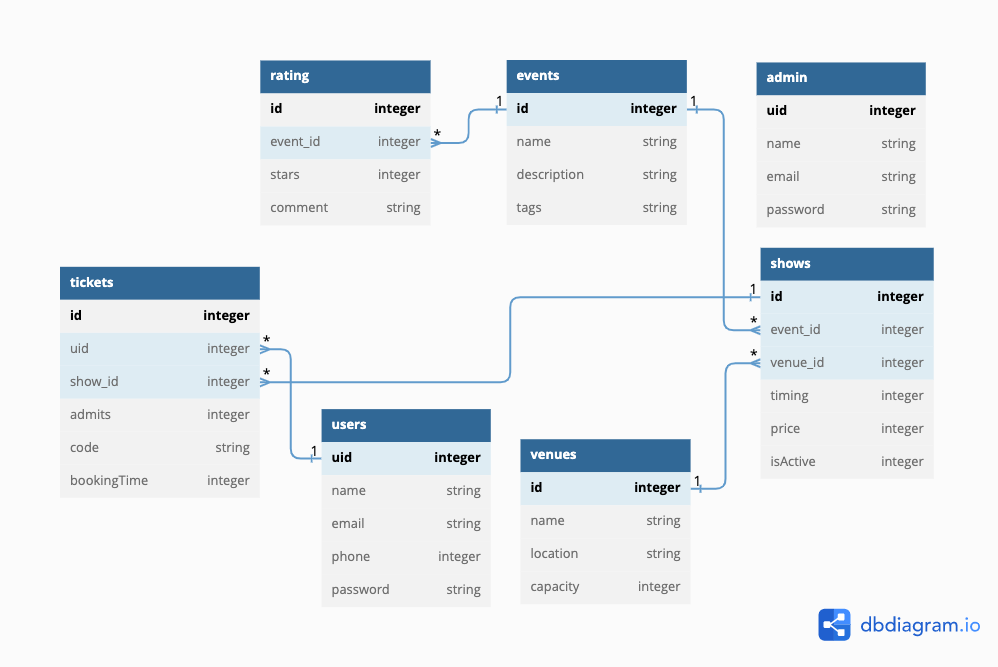 rating
id integer
* event_id integer
stars integer
comment string
events
1 id integer 1
name string
description string
tags string
admin
uid integer
name string
email string
password string
tickets
id integer
uid integer *
show_id integer *
admits integer
code string
bookingTime integer
shows
1 id integer
* event_id integer
* venue_id integer
timing integer
price integer
isActive integer
users
1 uid integer
name string
email string
phone integer
password string
venues
id integer 1
name string
location string
capacity integer
dbdiagram.io